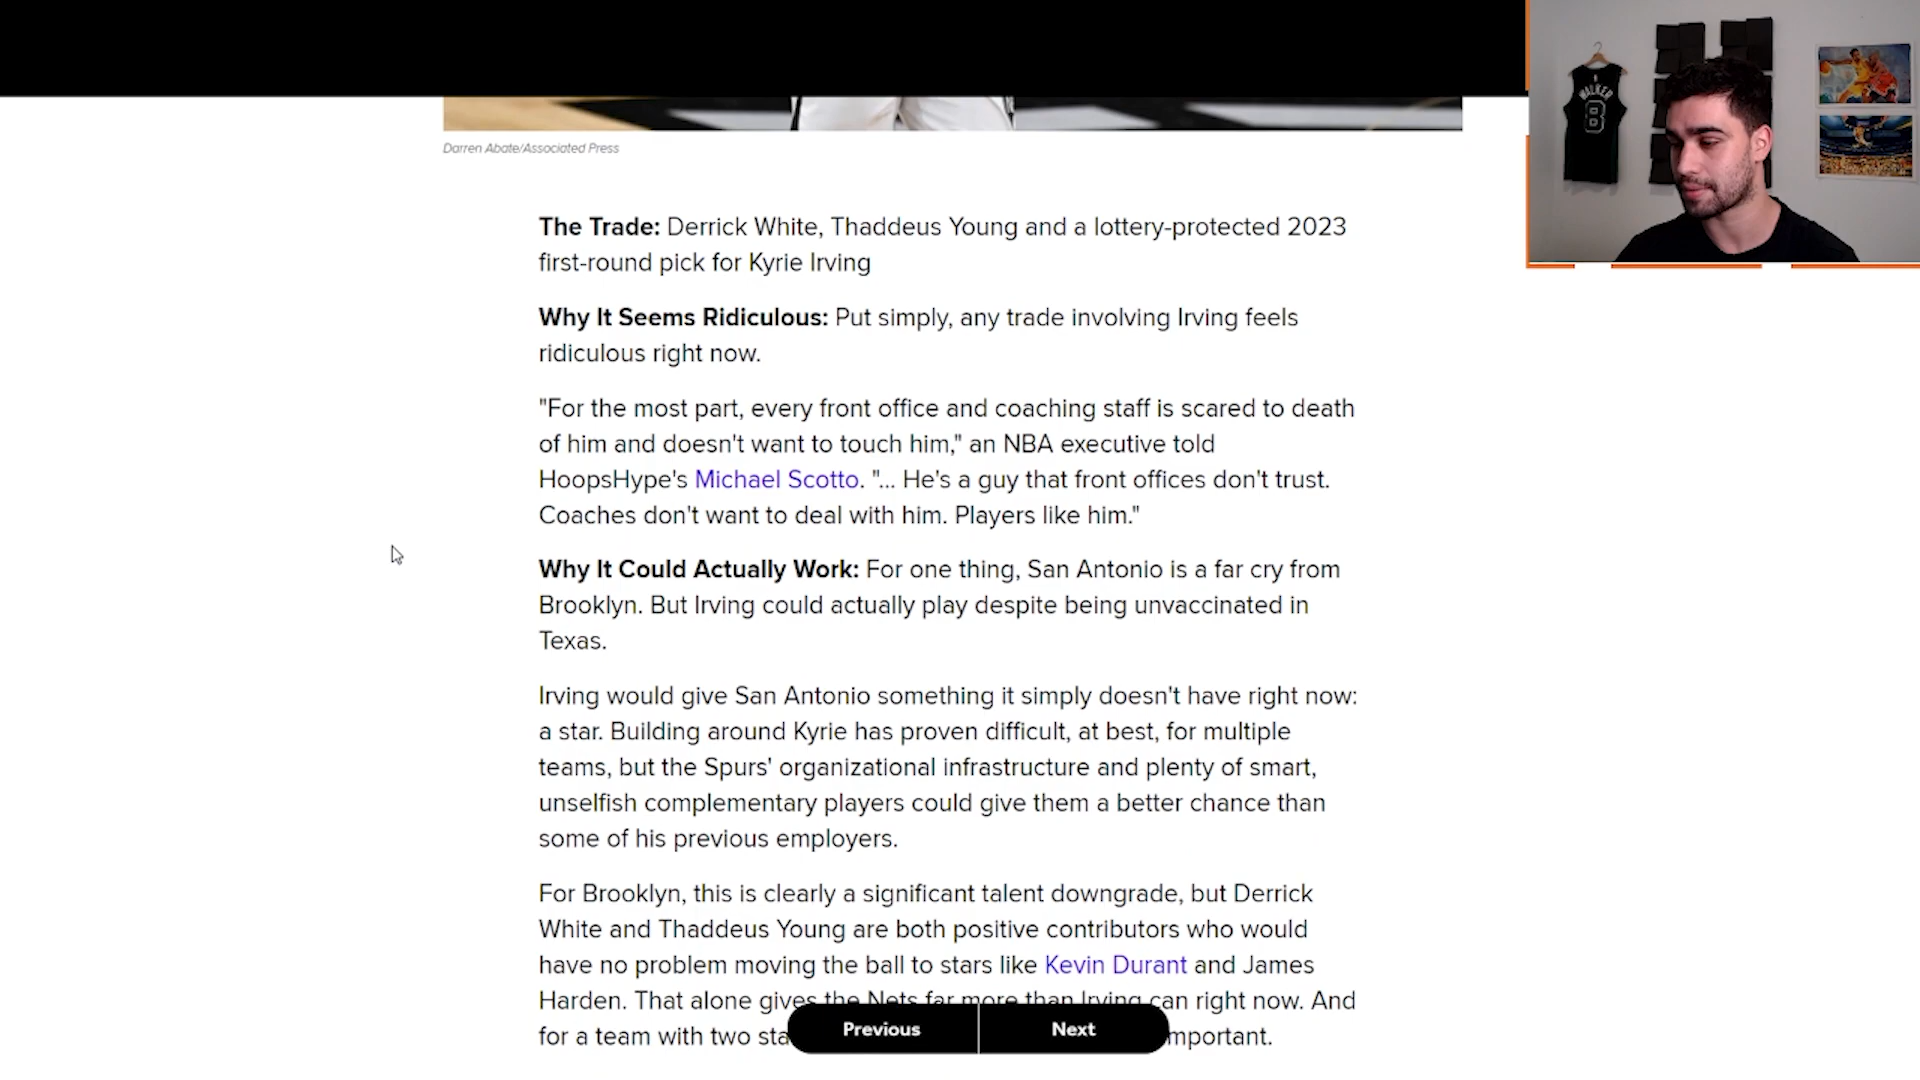 WALKER
8
Darren Abate/Associated Press
The Trade: Derrick White, Thaddeus Young and a lottery-protected 2023
first-round pick for Kyrie Irving
Why It Seems Ridiculous: Put simply, any trade involving Irving feels
ridiculous right now.
"For the most part, every front office and coaching staff is scared to death
of him and doesn't want to touch him," an NBA executive told
HoopsHype's Michael Scotto. "... He's a guy that front offices don't trust.
Coaches don't want to deal with him. Players like him."
Why It Could Actually Work: For one thing, San Antonio is a far cry from
Brooklyn. But Irving could actually play despite being unvaccinated in
Texas.
Irving would give San Antonio something it simply doesn't have right now:
a star. Building around Kyrie has proven difficult, at best, for multiple
teams, but the Spurs' organizational infrastructure and plenty of smart,
unselfish complementary players could give them a better chance than
some of his previous employers.
For Brooklyn, this is clearly a significant talent downgrade, but Derrick
White and Thaddeus Young are both positive contributors who would
have no problem moving the ball to stars like Kevin Durant and James
Harden. That alone gives the Nets far more than Irving can right now. And
for a team with two sta mportant.
Previous
Next